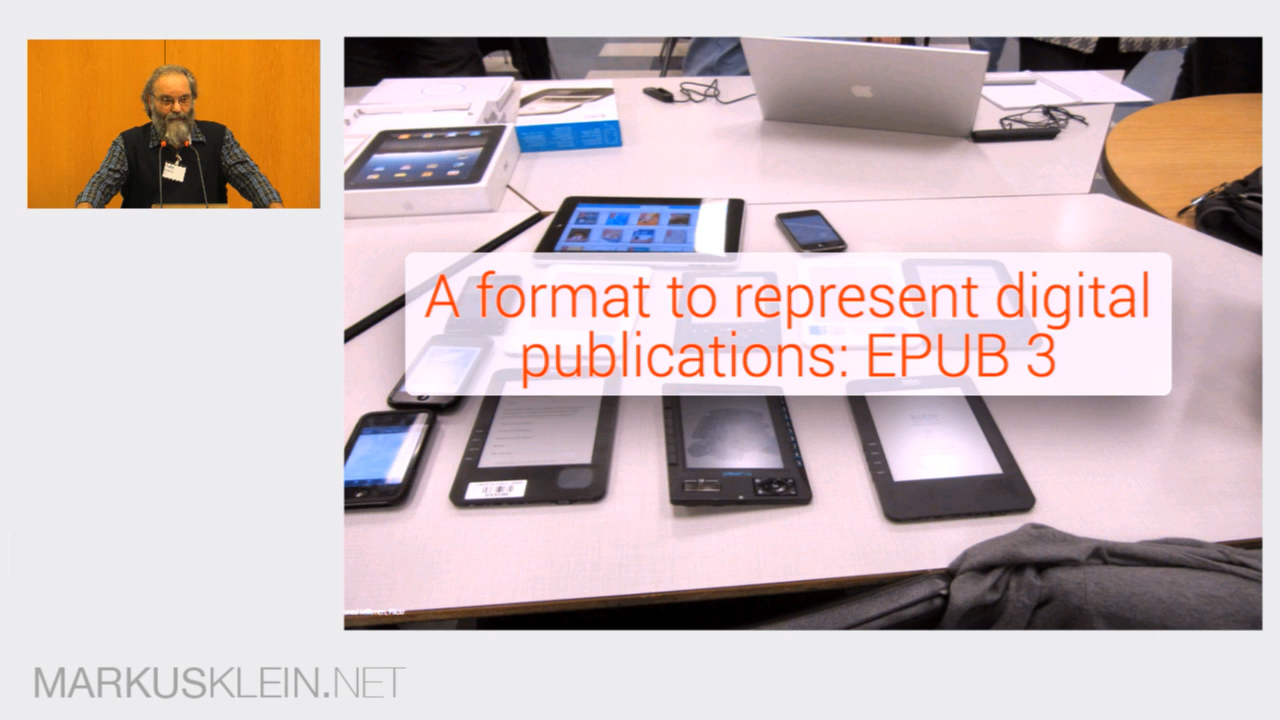 A format to represent digital
publications: EPUB 3
MARKUSKLEIN.NET